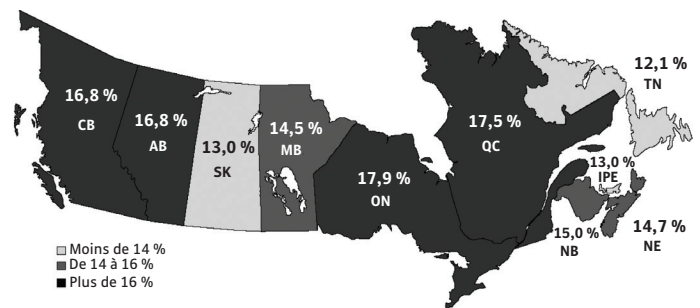 16,8 %
CB
16,8 %
AB
13,0 %
SK
14,5 %
MB
17,9 %
ON
17,5 %
QC
12,1 %
TN
13,0 %
IPE
15,0 %
NB
14,7 %
NE
Moins de 14 %
De 14 à 16 %
Plus de 16 %